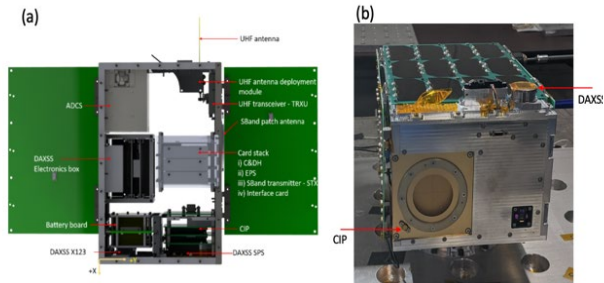 (a)
UHF antenna
UHF antenna deployment
module
ADCS
UHF transceiver - TRXU
SBand patch antenna
DAXSS
Electronics box
Card stack
i) C&DH
ii) EPS
iii) SBand transmitter - STX
iv) Interface card
Battery board
CIP
DAXSS X123
DAXSS SPS
+X
(b)
DAXSS
CIP